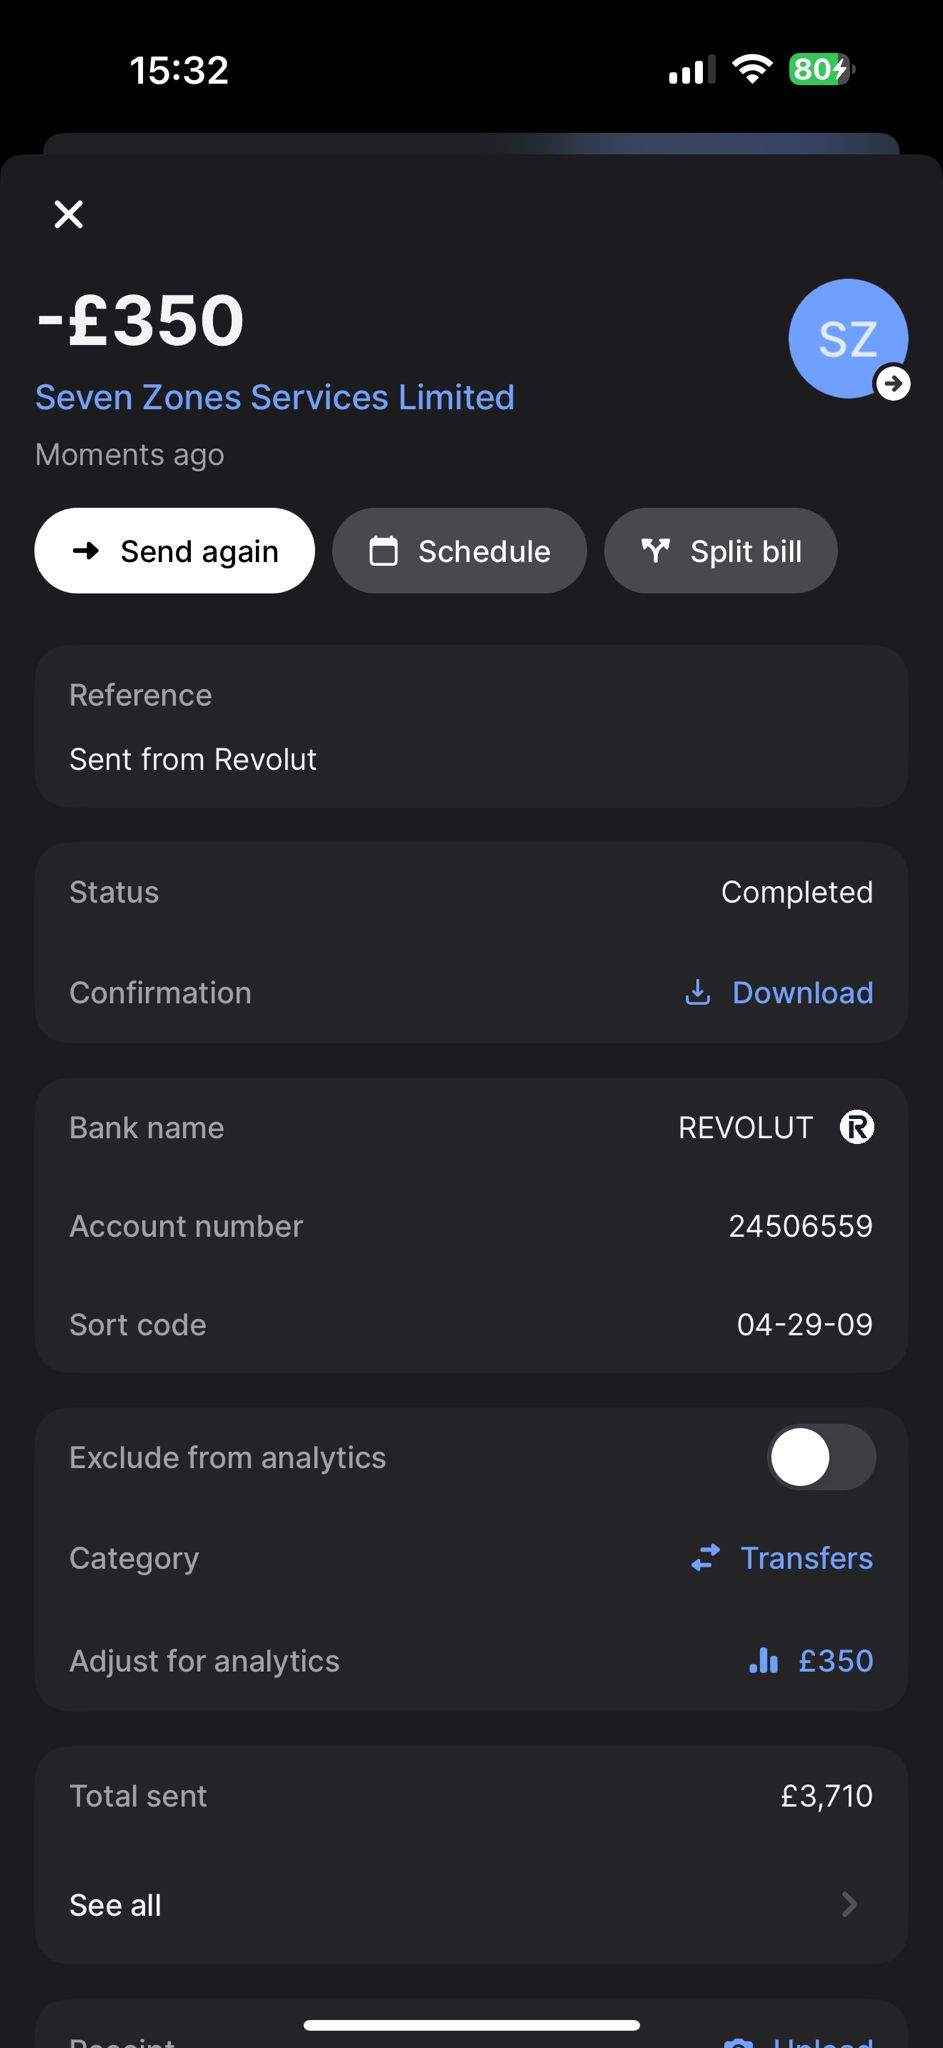 15:32
80
-£350
SZ
Seven Zones Services Limited
Moments ago
Send again
Schedule
Split bill
Reference
Sent from Revolut
Status
Completed
Confirmation
Download
Bank name
REVOLUT
Account number
24506559
Sort code
04-29-09
Exclude from analytics
Category
Transfers
Adjust for analytics
£350
Total sent
£3,710
See all
Receipt
Upload